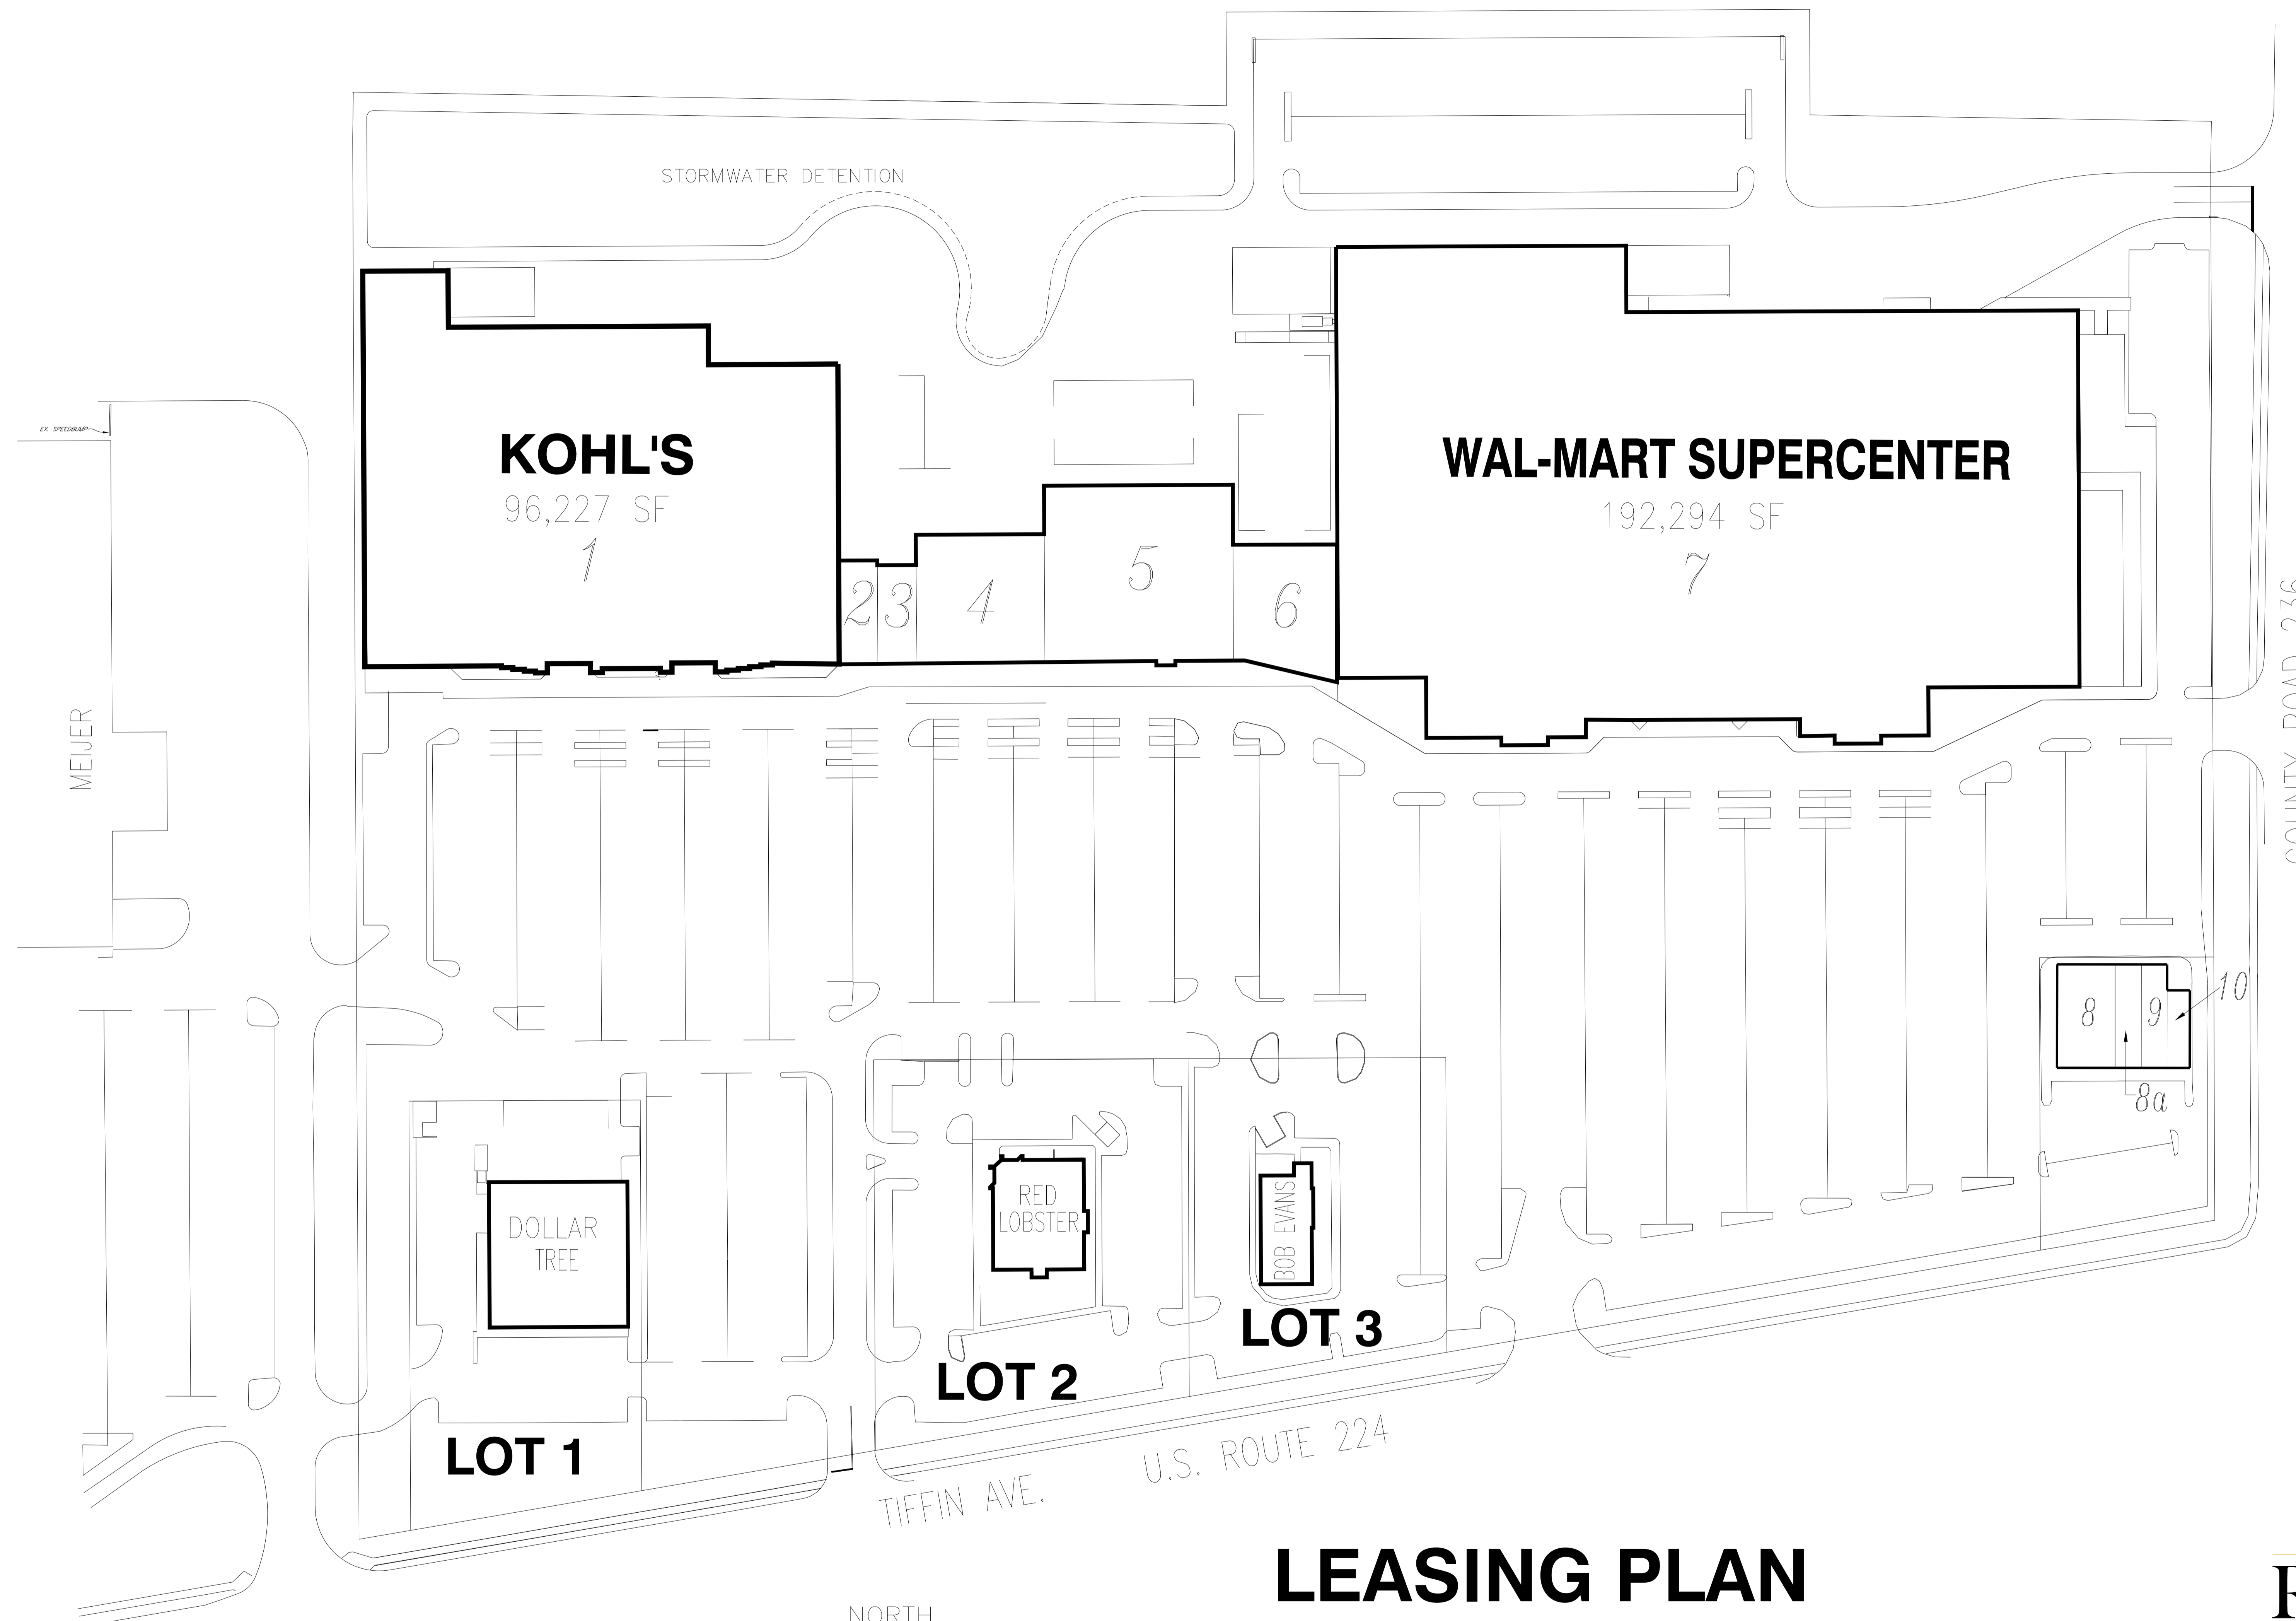 STORMWATER DETENTION
EX. SPEEDBUMP
KOHL'S
96,227 SF
1
WAL-MART SUPERCENTER
192,294 SF
7
2
3
4
5
6
MEIJER
COUNTY ROAD 236
8
9
10
8a
DOLLAR
TREE
RED
LOBSTER
BOB EVANS
LOT 3
LOT 2
LOT 1
TIFFIN AVE.
U.S. ROUTE 224
LEASING PLAN
NORTH